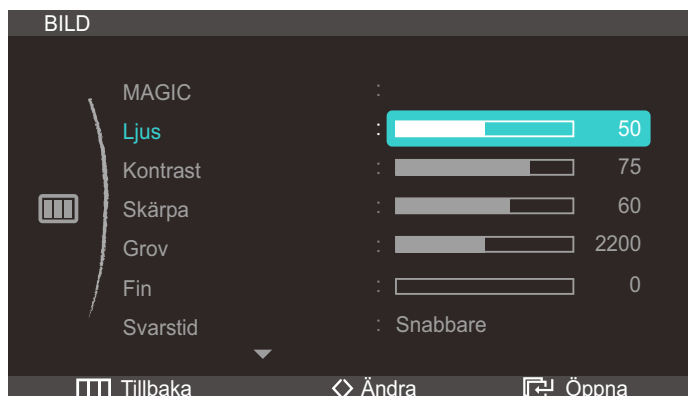 BILD
MAGIC :
Ljus : 50
Kontrast : 75
Skärpa : 60
Grov : 2200
Fin : 0
Svarstid : Snabbare
Tillbaka Ändra Öppna